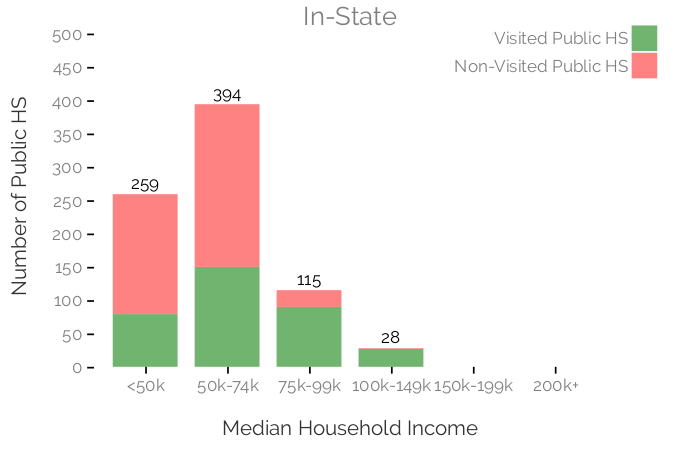 In-State
Visited Public HS
Non-Visited Public HS
Number of Public HS
500
450
400
350
300
250
200
150
100
50
0
259
394
115
28
<50k
50k-74k
75k-99k
100k-149k
150k-199k
200k+
Median Household Income